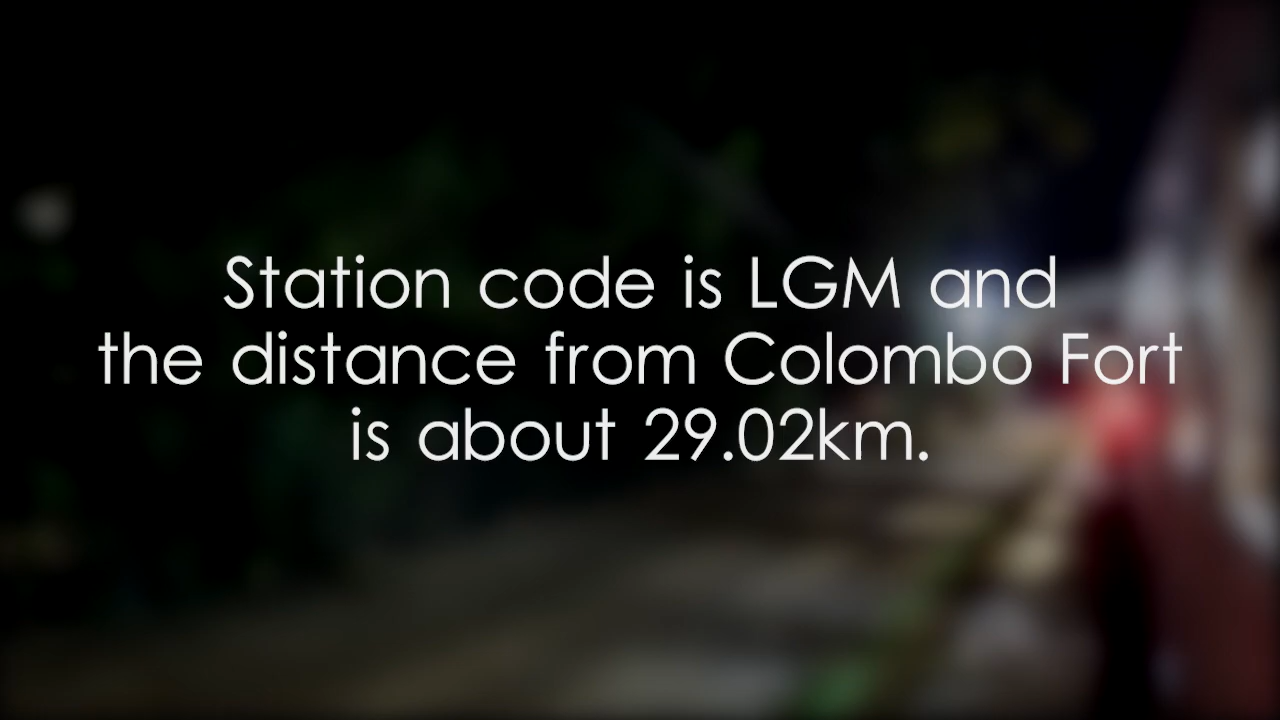 Station code is LGM and
the distance from Colombo Fort
is about 29.02km.